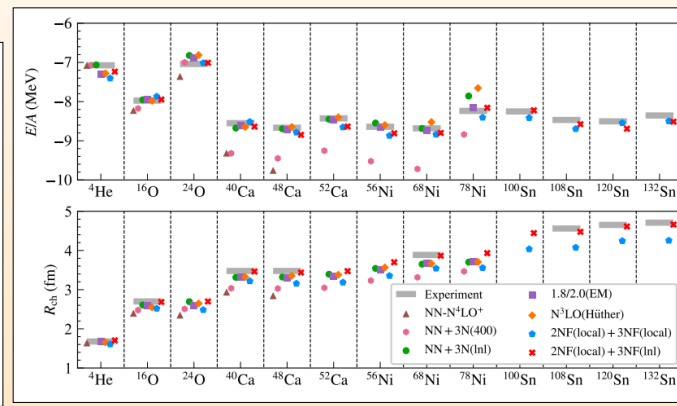 −6
−7
−8
−9
−10
E/A (MeV)
⁴He ¹⁶O ²⁴O ⁴⁰Ca ⁴⁸Ca ⁵²Ca ⁵⁶Ni ⁶⁸Ni ⁷⁸Ni ¹⁰⁰Sn ¹⁰⁸Sn ¹²⁰Sn ¹³²Sn
5
4
3
2
1
R_ch (fm)
Experiment
NN-N⁴LO⁺
NN + 3N(400)
NN + 3N(lnl)
1.8/2.0(EM)
N³LO(Hüther)
2NF(local) + 3NF(local)
2NF(local) + 3NF(lnl)
⁴He ¹⁶O ²⁴O ⁴⁰Ca ⁴⁸Ca ⁵²Ca ⁵⁶Ni ⁶⁸Ni ⁷⁸Ni ¹⁰⁰Sn ¹⁰⁸Sn ¹²⁰Sn ¹³²Sn